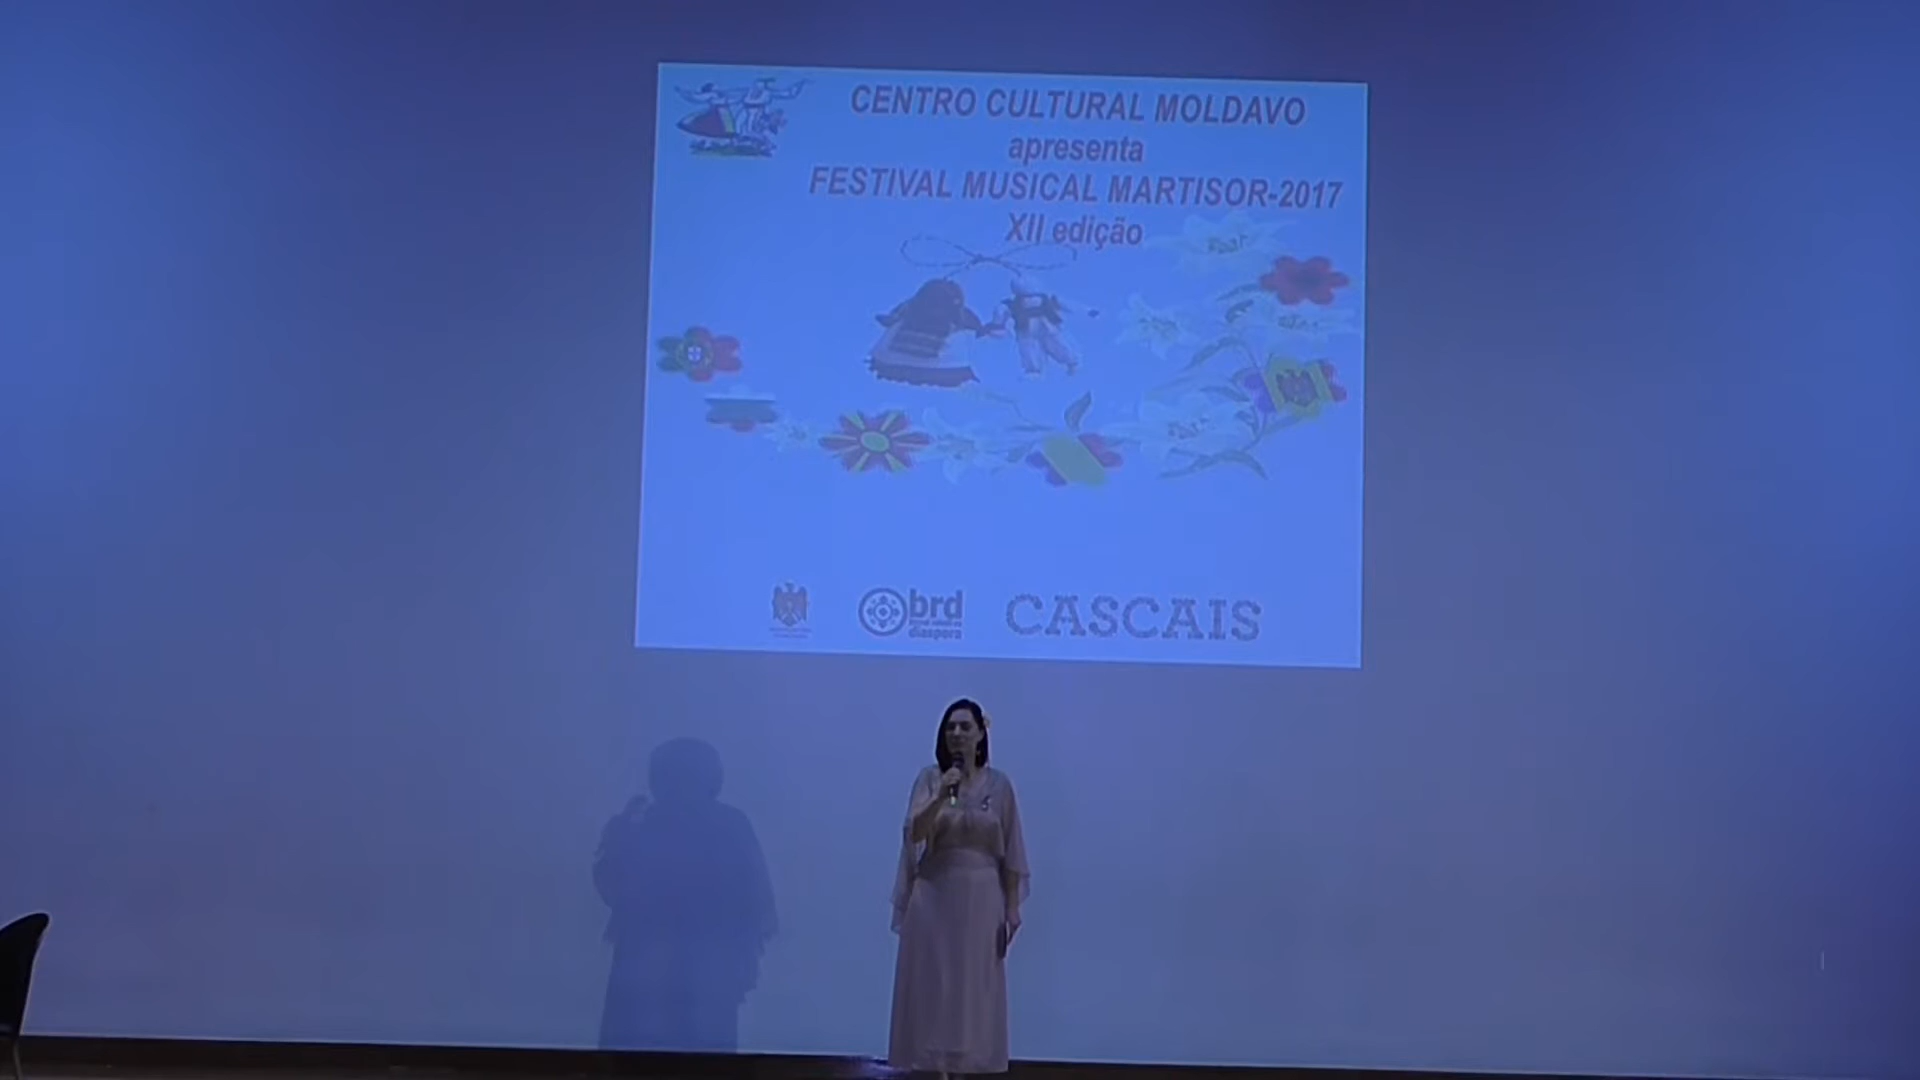 CENTRO CULTURAL MOLDAVO
apresenta
FESTIVAL MUSICAL MARTISOR-2017
XII edição
brd
diaspora
CASCAIS